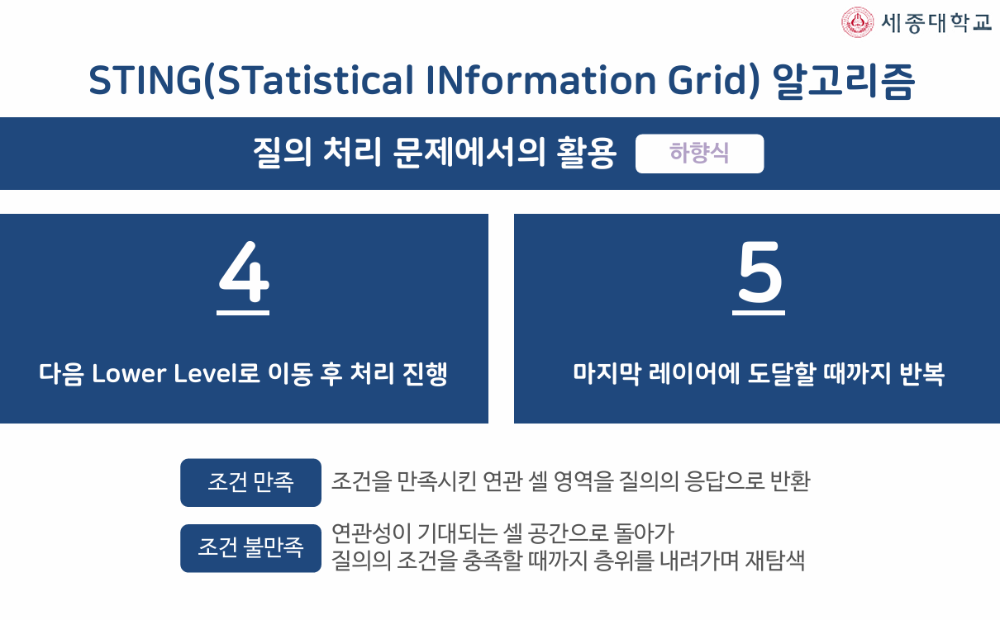 세종대학교
STING(STatistical INformation Grid) 알고리즘
질의 처리 문제에서의 활용 하향식
4
다음 Lower Level로 이동 후 처리 진행
5
마지막 레이어에 도달할 때까지 반복
조건 만족 조건을 만족시킨 연관 셀 영역을 질의의 응답으로 반환
조건 불만족 연관성이 기대되는 셀 공간으로 돌아가
질의의 조건을 충족할 때까지 층위를 내려가며 재탐색